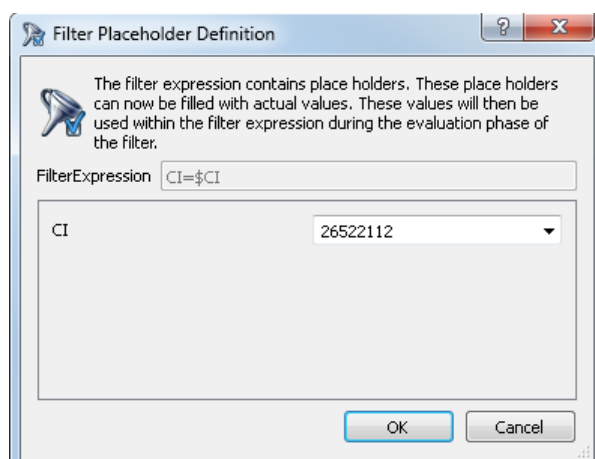 Filter Placeholder Definition
The filter expression contains place holders. These place holders
can now be filled with actual values. These values will then be
used within the filter expression during the evaluation phase of
the filter.
FilterExpression CI=$CI
CI 26522112
OK Cancel